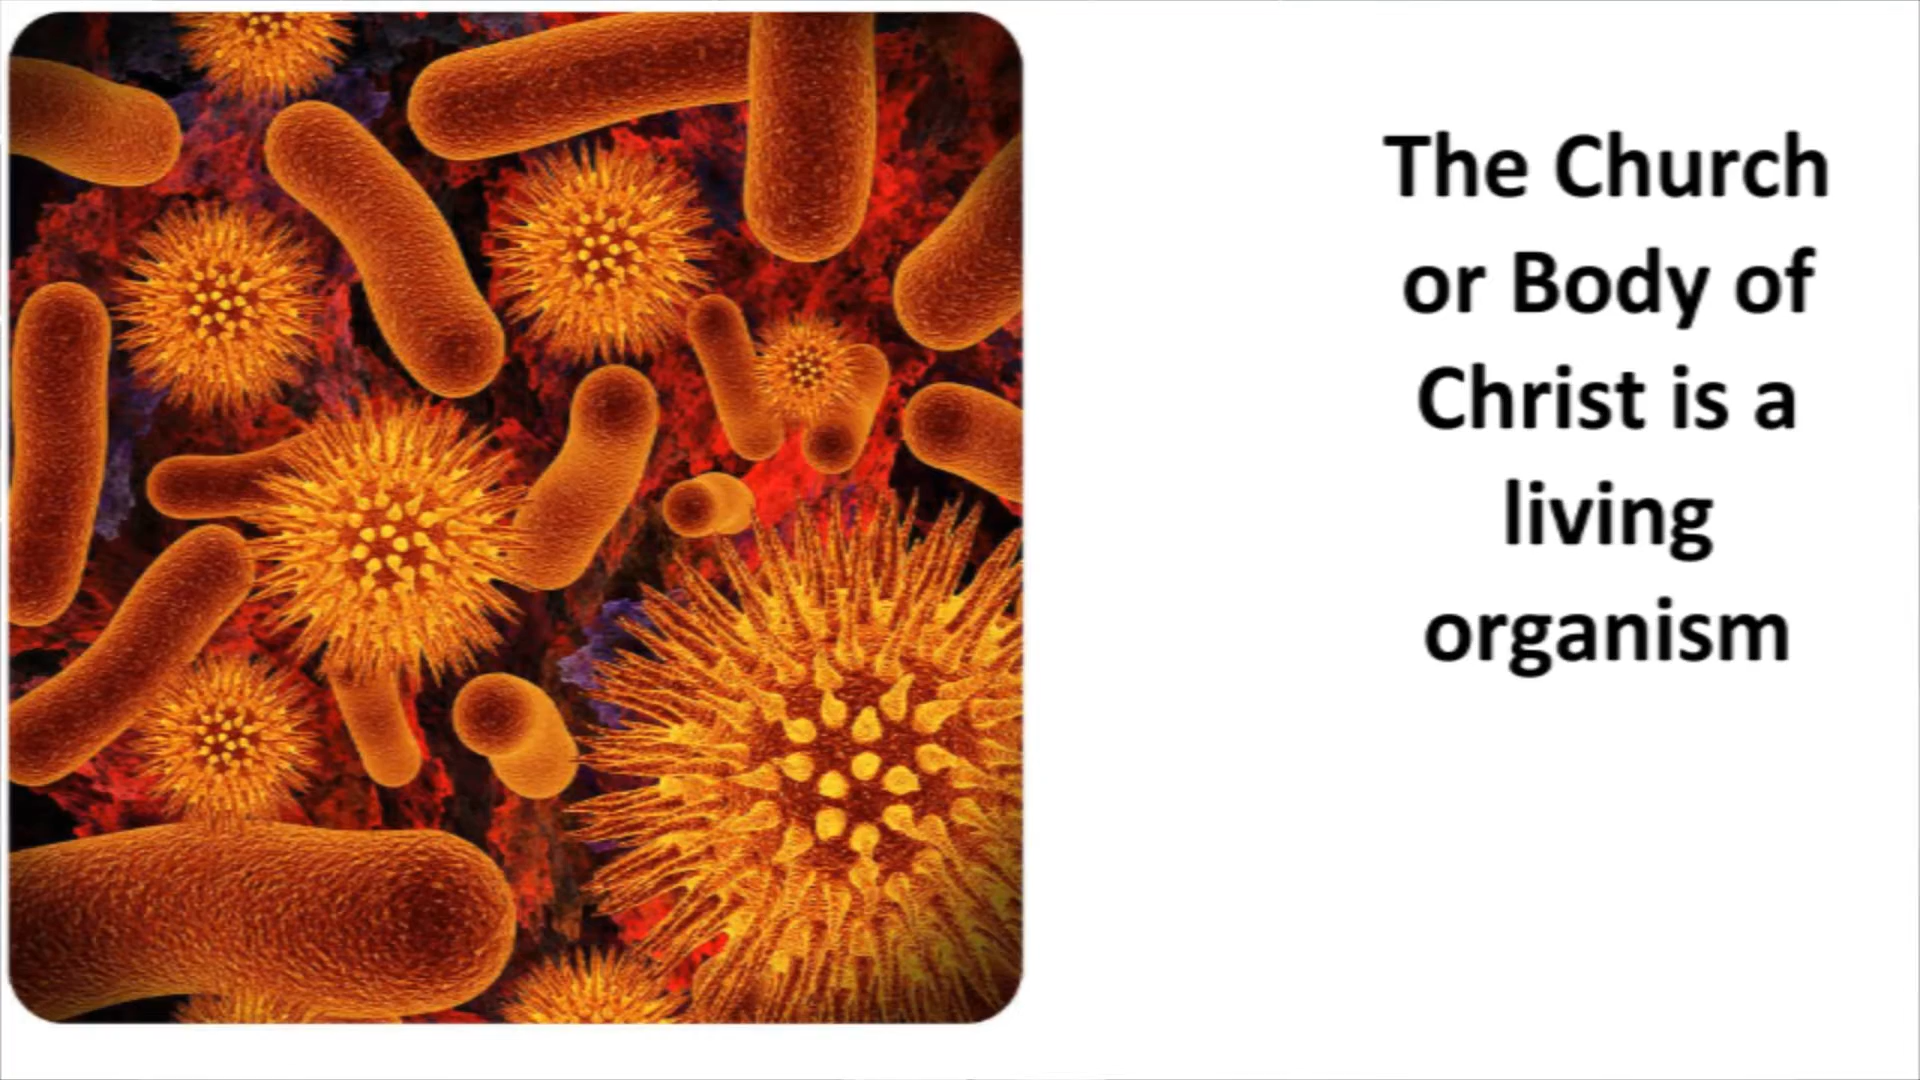 The Church
or Body of
Christ is a
living
organism